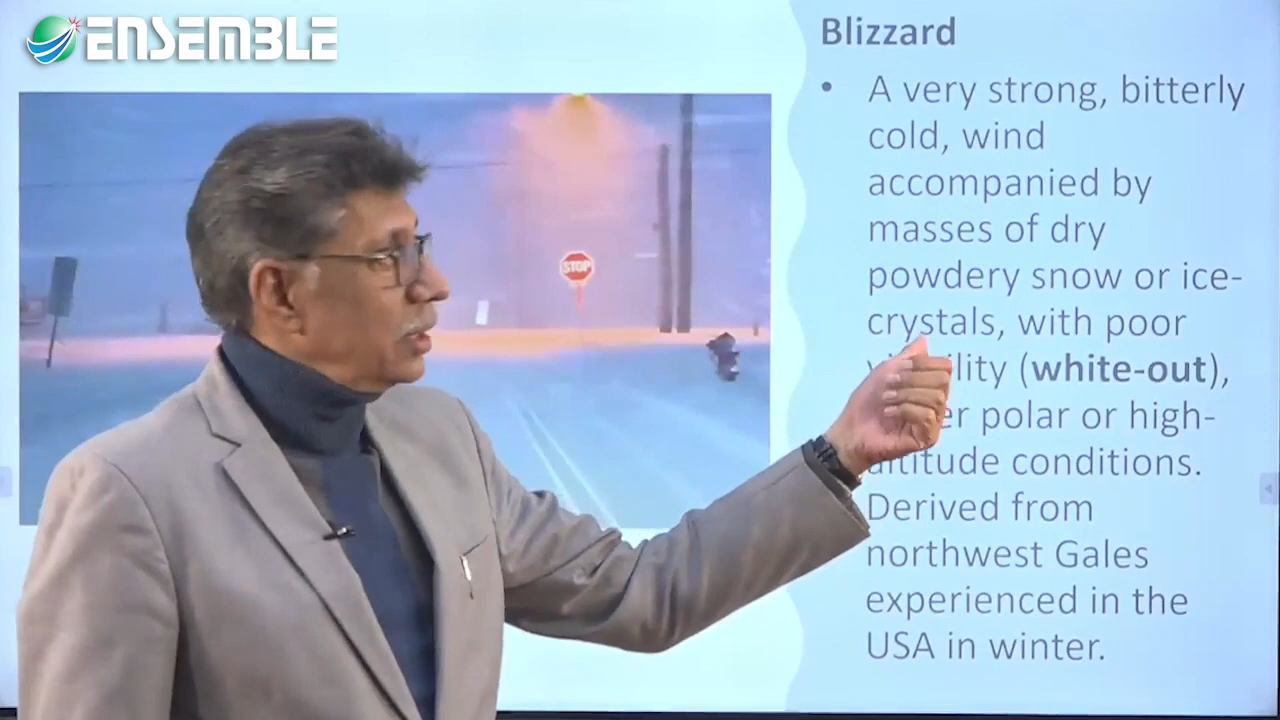 ENSEMBLE
Blizzard
• A very strong, bitterly
cold, wind
accompanied by
masses of dry
powdery snow or ice-
crystals, with poor
(white-out),
polar or high-
altitude conditions.
Derived from
northwest Gales
experienced in the
USA in winter.
STOP